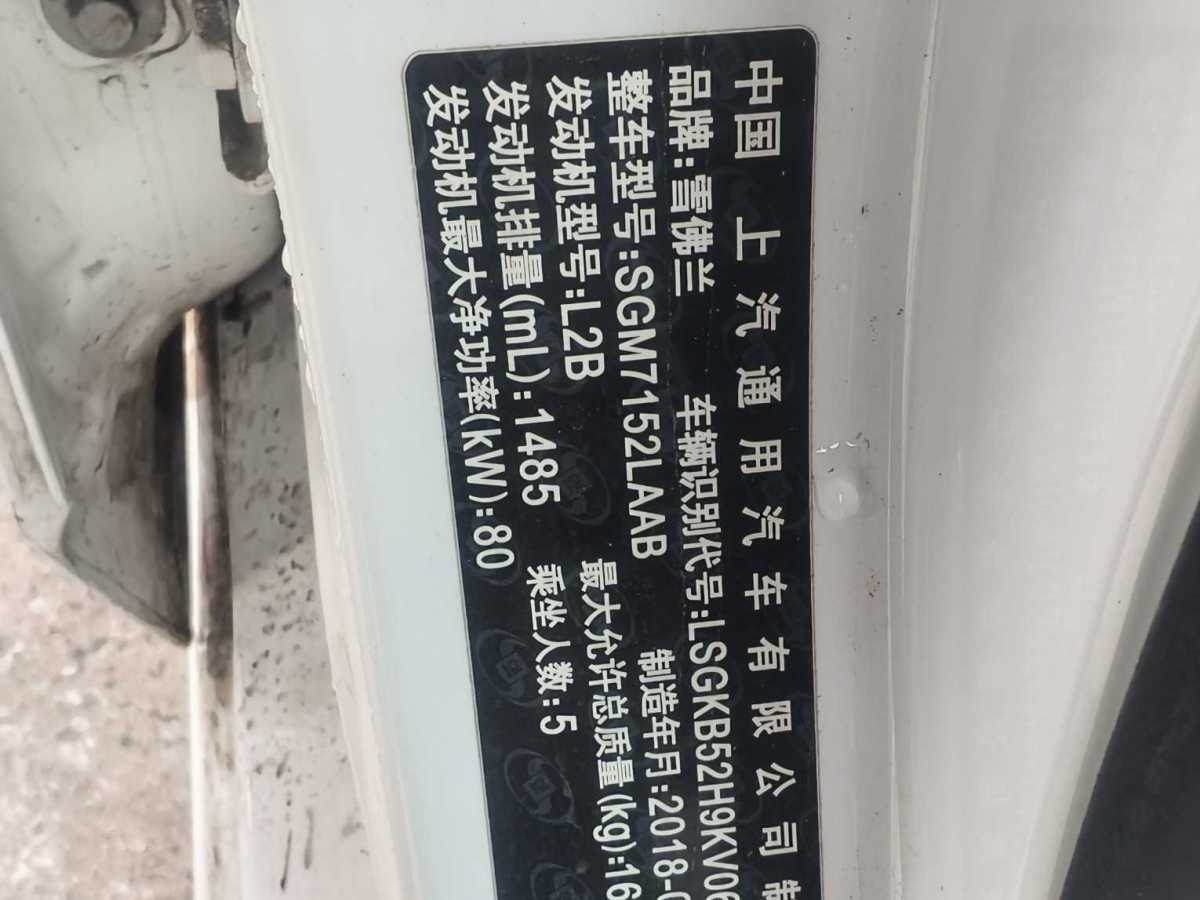 中国 上汽通用汽车有限公司制
品牌:雪佛兰 车辆识别代号:LSGKB52H9KV06
整车型号:SGM7152LAAB 制造年月:2018-0
发动机型号:L2B 最大允许总质量(kg):16
发动机排量(mL):1485 乘坐人数:5
发动机最大净功率(kW):80